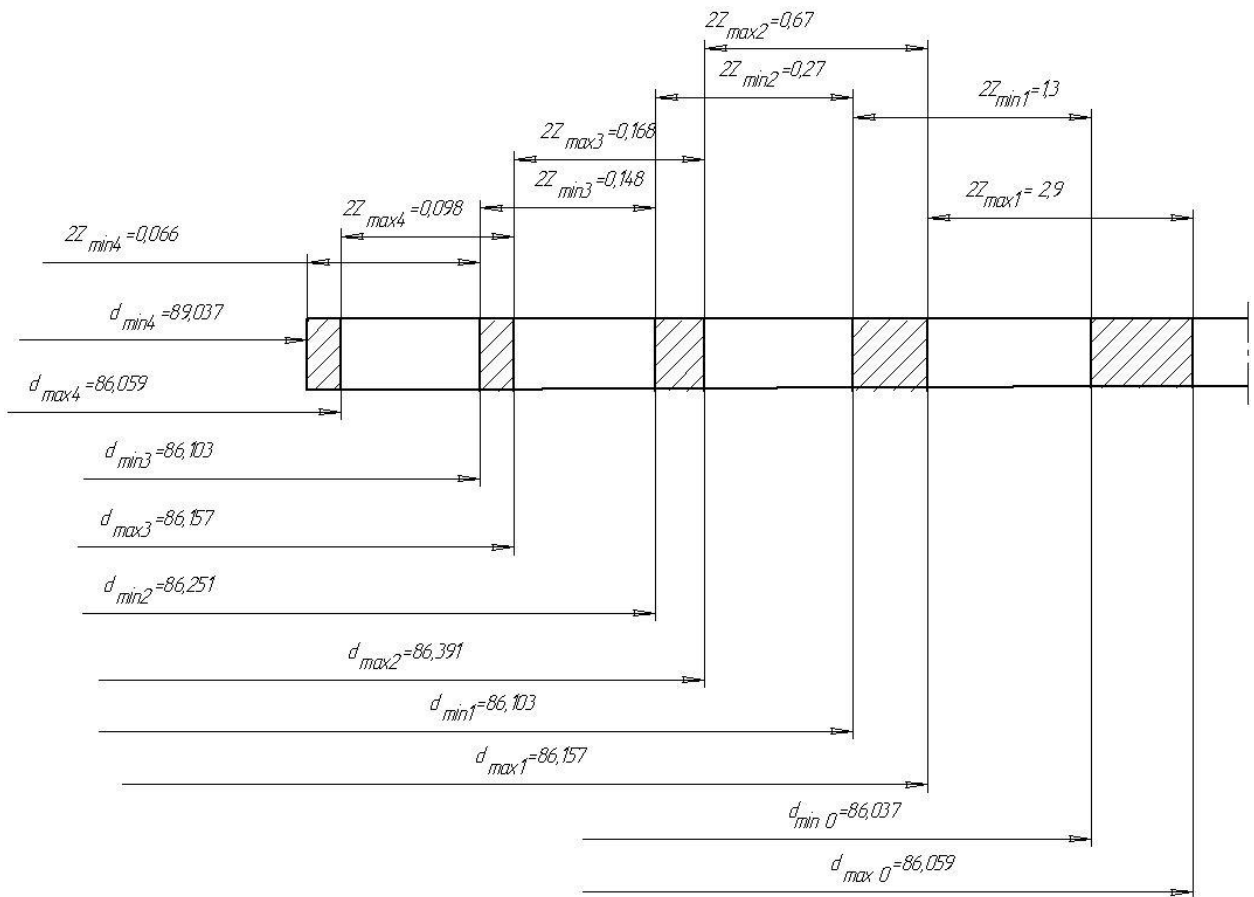 2Z max2=0,67
2Z min2=0,27
2Z min1=1,3
2Z max3=0,168
2Z min3=0,148
2Z max1= 2,9
2Z max4=0,098
2Z min4=0,066
d min4=89,037
d max4=86,059
d min3=86,103
d max3=86,157
d min2=86,251
d max2=86,391
d min1=86,103
d max1=86,157
d min 0=86,037
d max 0=86,059